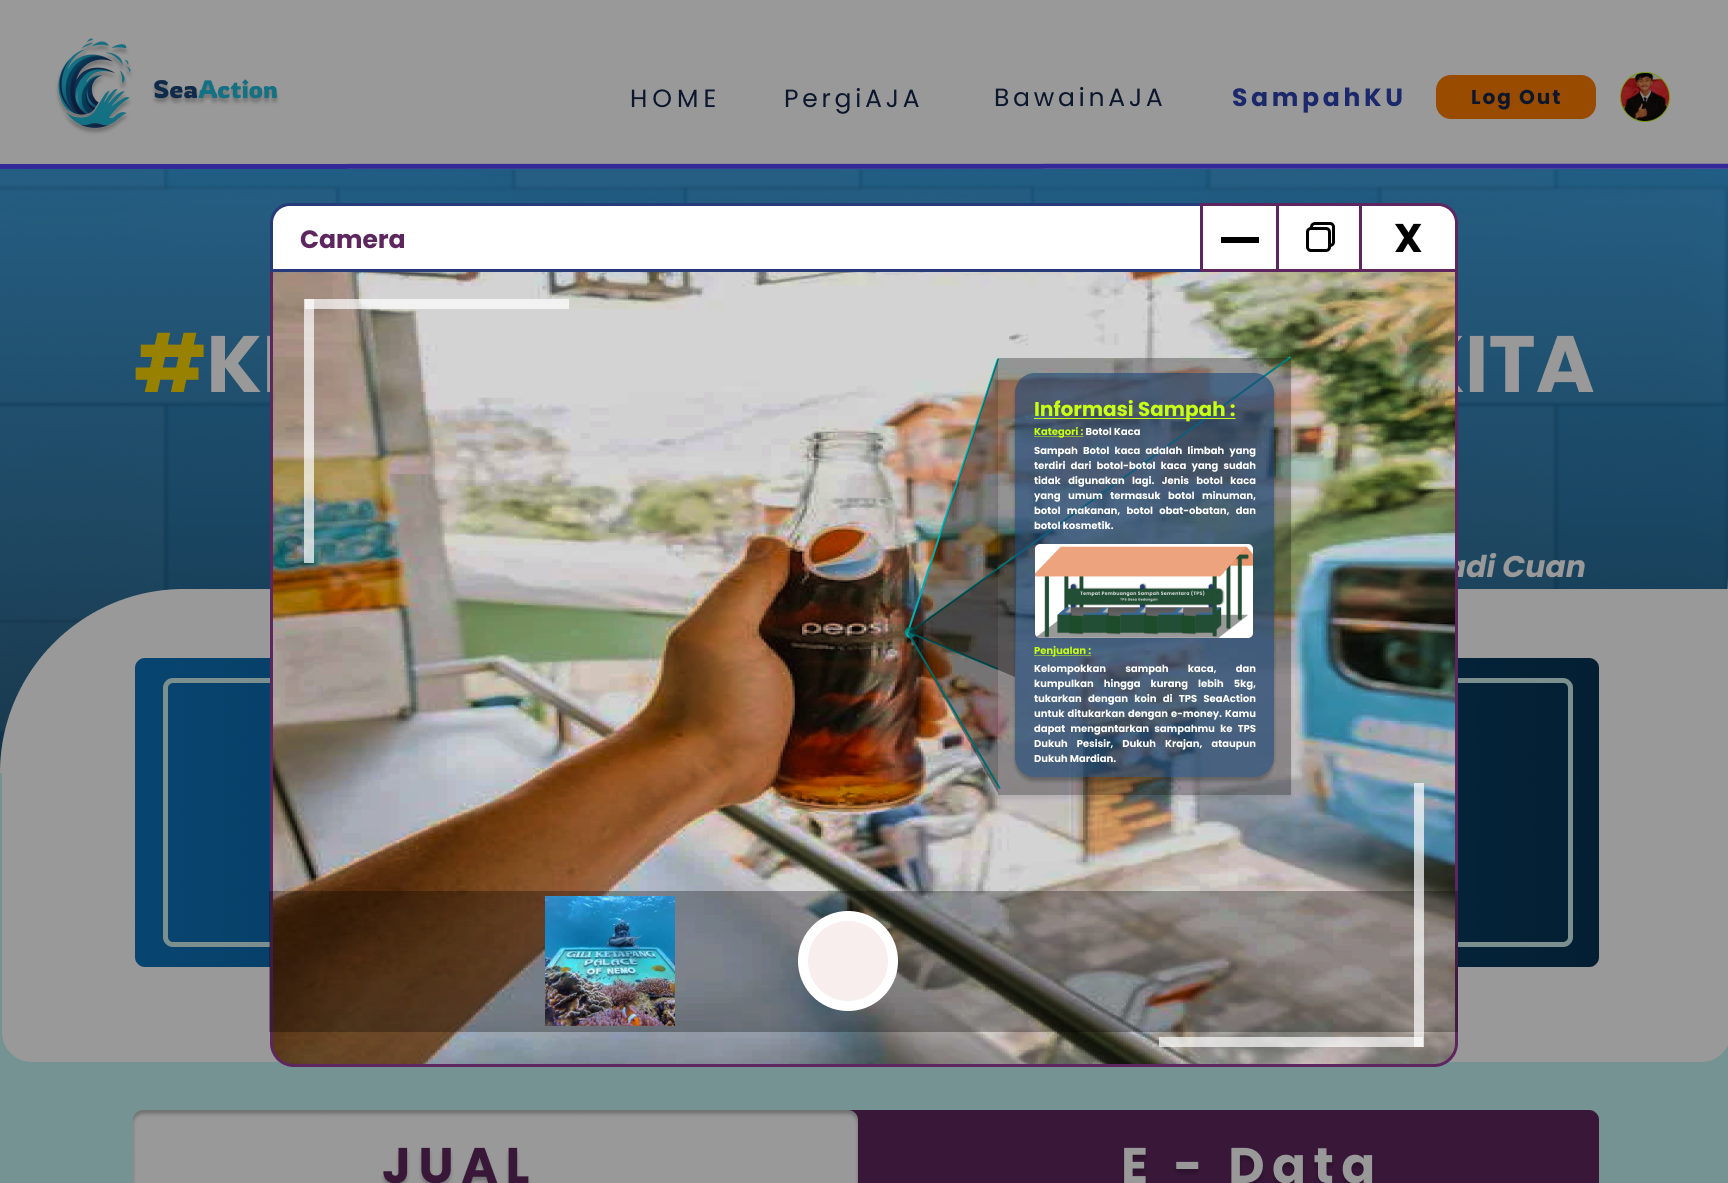 SeaAction
HOME
PergiAJA
BawainAJA
SampahKU
Log Out
Camera
X
#K
ITA
Informasi Sampah :
Kategori : Botol Kaca
Sampah Botol kaca adalah limbah yang
terdiri dari botol-botol kaca yang sudah
tidak digunakan lagi. Jenis botol kaca
yang umum termasuk botol minuman,
botol makanan, botol obat-obatan, dan
botol kosmetik.
Tempat Pembuangan Sampah Sementara (TPS)
Penjualan :
Kelompokkan sampah kaca, dan
kumpulkan hingga kurang lebih 5kg,
tukarkan dengan koin di TPS SeaAction
untuk ditukarkan dengan e-money. Kamu
dapat mengantarkan sampahmu ke TPS
Dukuh Pesisir, Dukuh Krajan, ataupun
Dukuh Mardian.
pepsi
adi Cuan
GILI KETAPANG
PALACE
OF NEMO
JUAL
E - Data